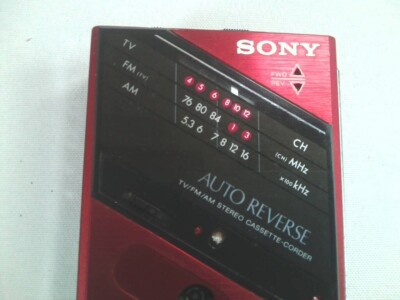 SONY
FWD
REV
TV
4 5 6 8 10 12
CH
FM (TV)
76 80 84 1 3
(CH) MHz
AM
5.3 6 7 8 12 16
x100 kHz
AUTO REVERSE
TV/FM/AM STEREO CASSETTE-CORDER